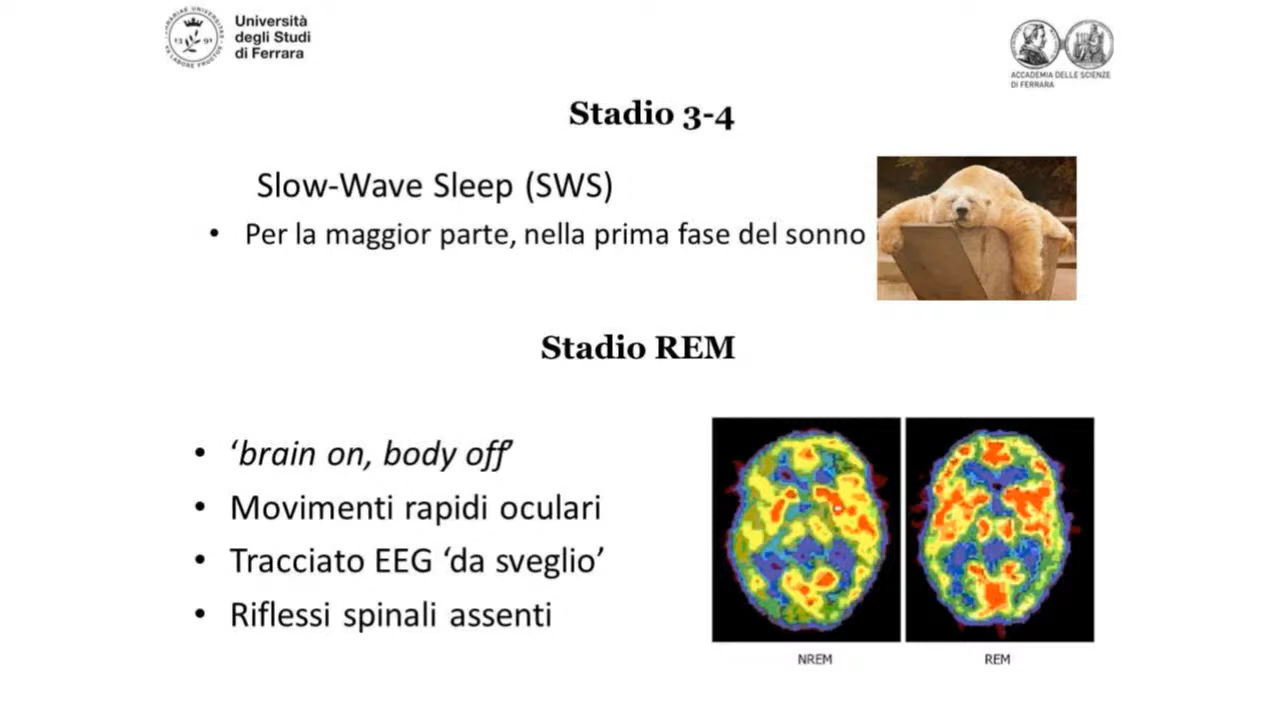 Università
degli Studi
di Ferrara
ACCADEMIA DELLE SCIENZE
DI FERRARA
Stadio 3-4
Slow-Wave Sleep (SWS)
• Per la maggior parte, nella prima fase del sonno
Stadio REM
• ‘brain on, body off’
• Movimenti rapidi oculari
• Tracciato EEG ‘da sveglio’
• Riflessi spinali assenti
NREM
REM